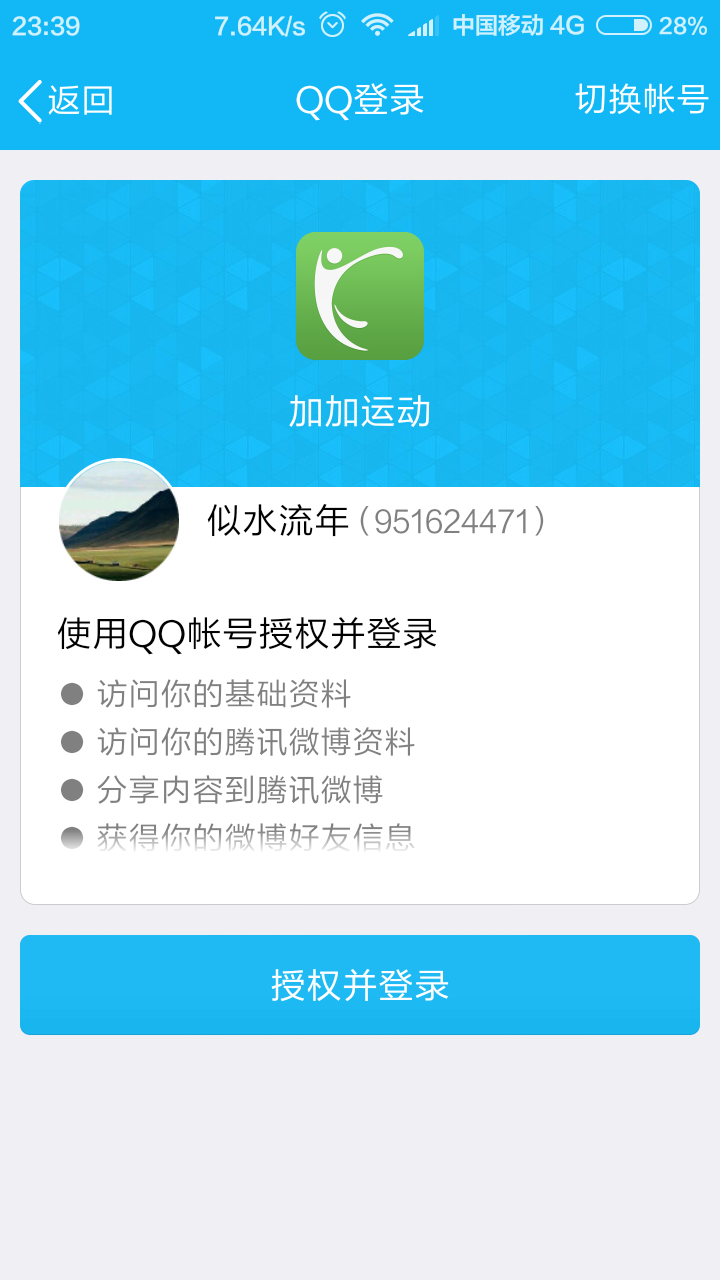 23:39 7.64K/s 中国移动 4G 28%
返回 QQ登录 切换帐号
加加运动
似水流年(951624471)
使用QQ帐号授权并登录
访问你的基础资料
访问你的腾讯微博资料
分享内容到腾讯微博
获得你的微博好友信息
授权并登录